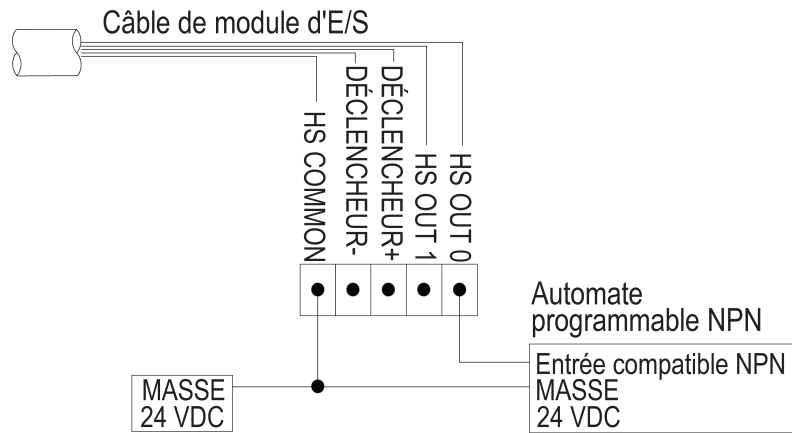 Câble de module d'E/S
HS COMMON
DÉCLENCHEUR-
DÉCLENCHEUR+
HS OUT 1
HS OUT 0
Automate
programmable NPN
Entrée compatible NPN
MASSE
24 VDC
MASSE
24 VDC